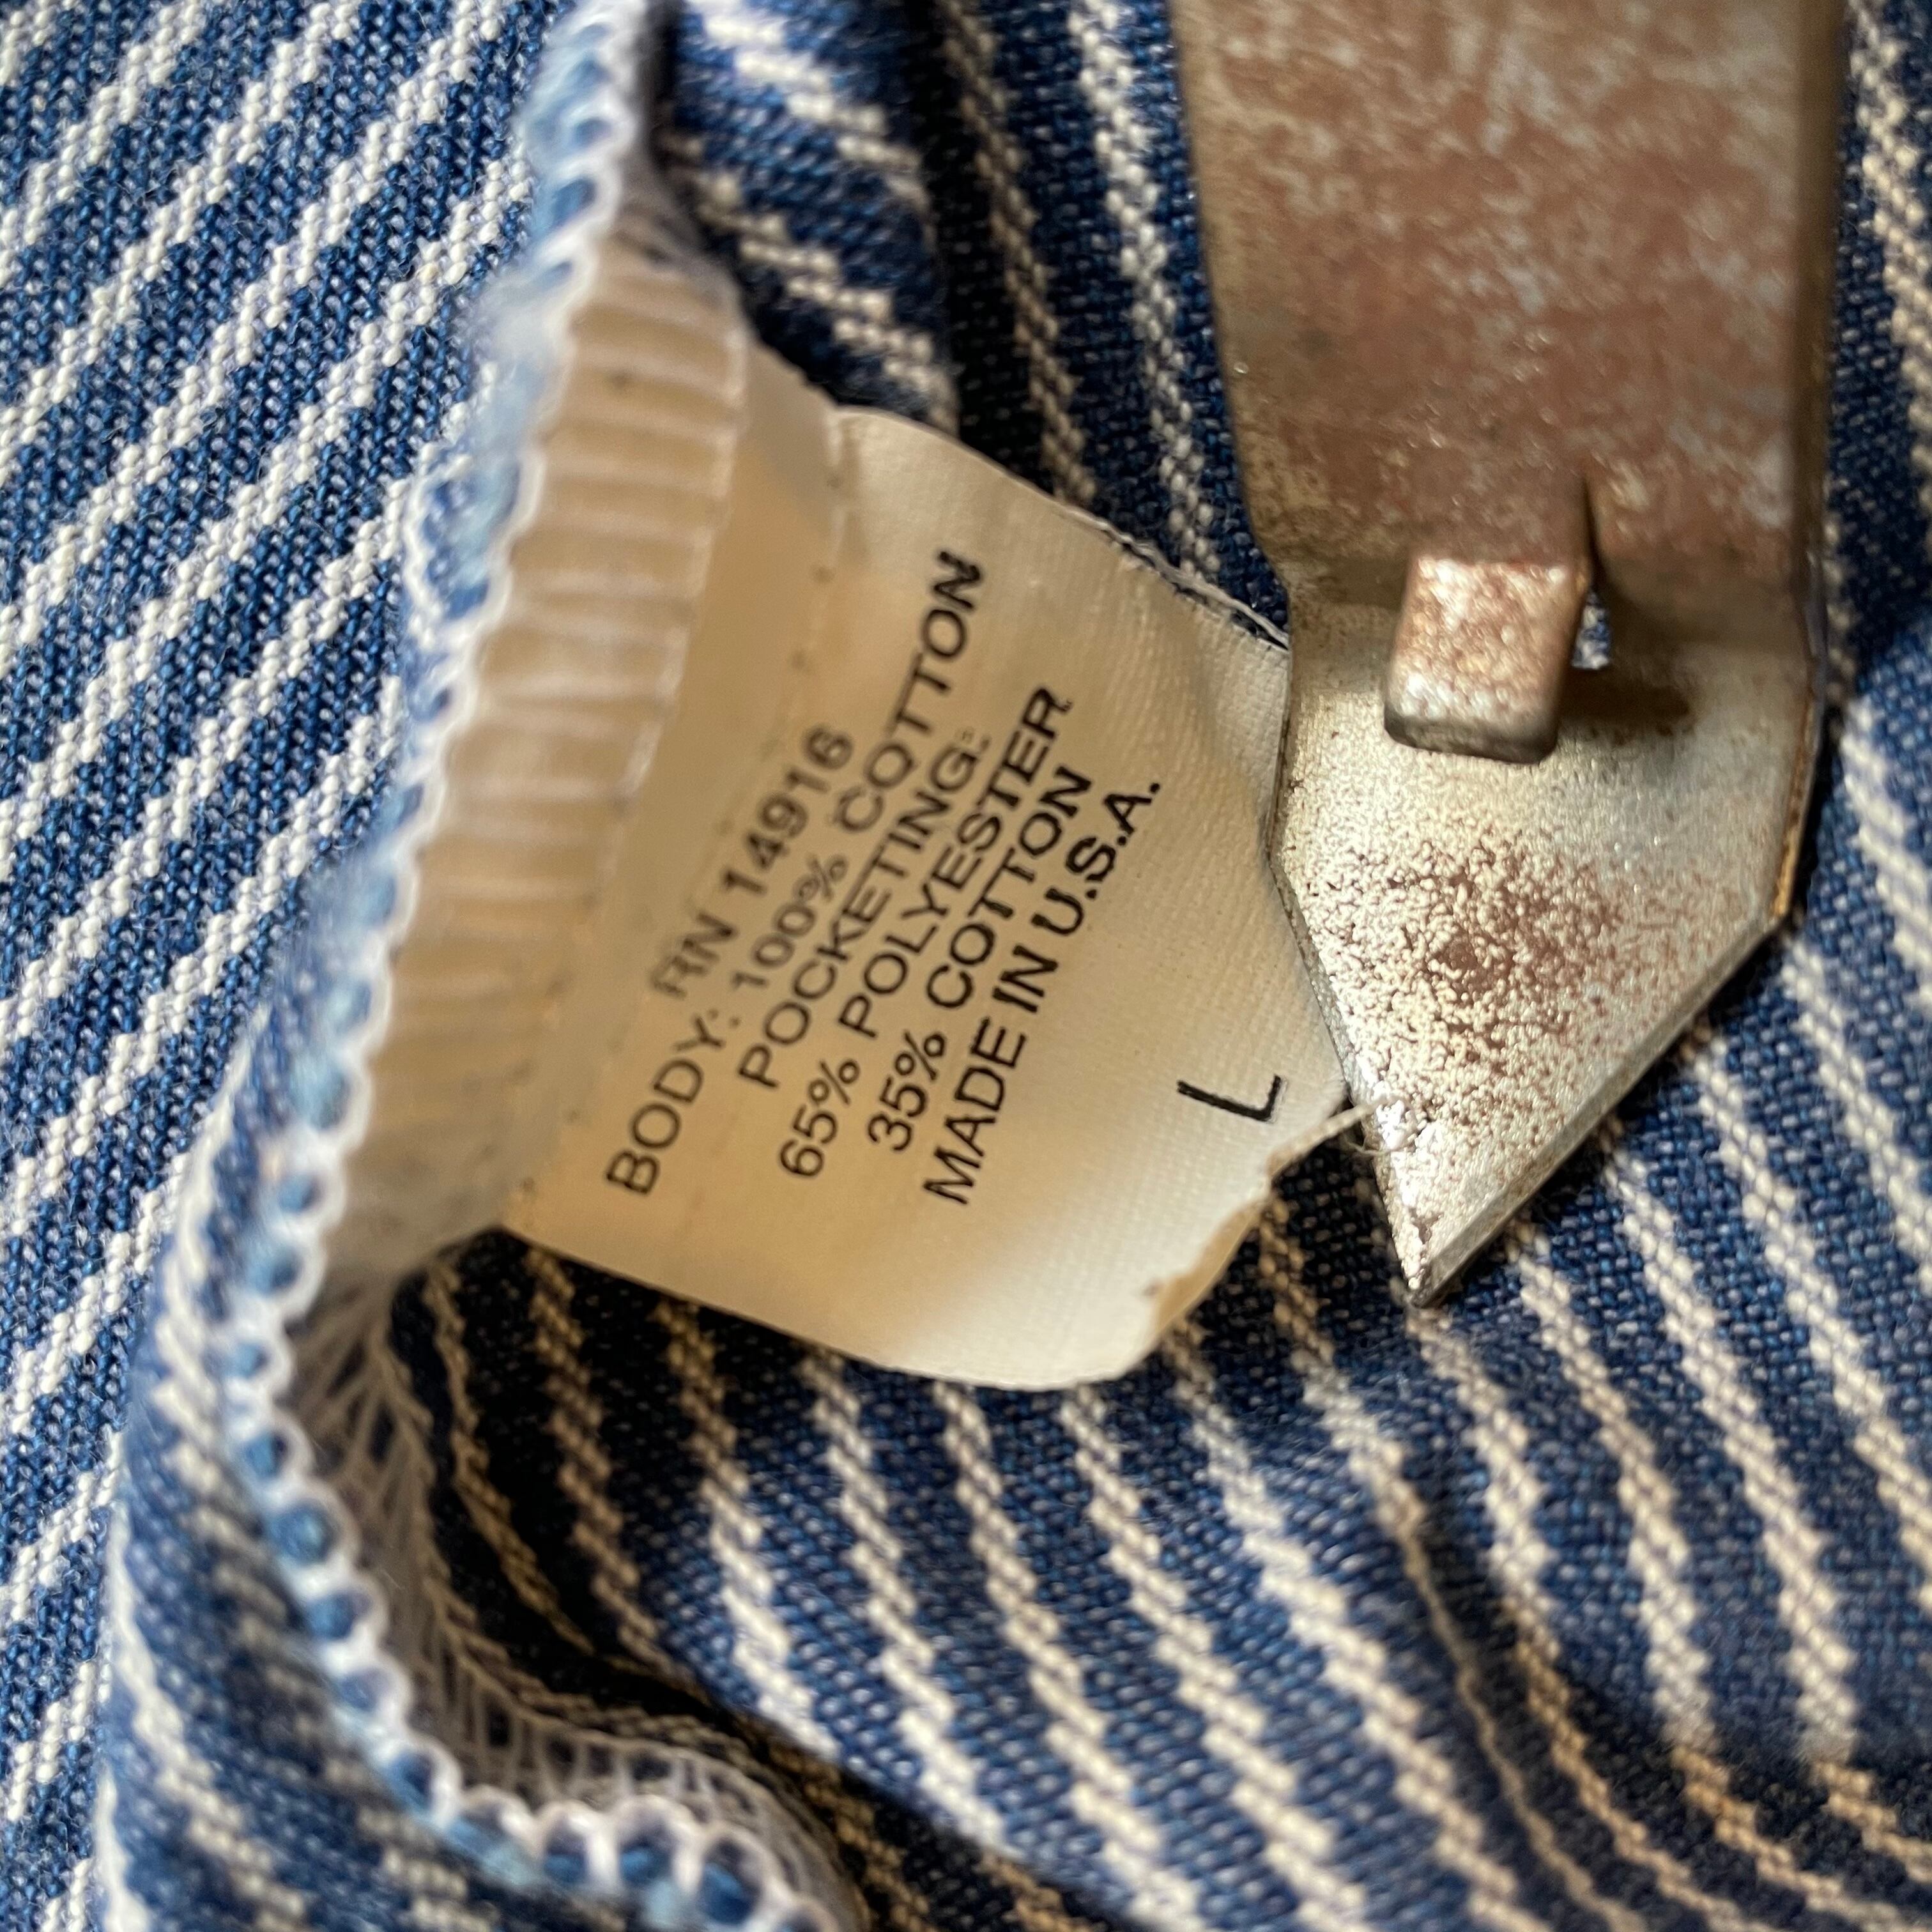 RN 14916
BODY: 100% COTTON
POCKETING:
65% POLYESTER
35% COTTON
MADE IN U.S.A.
L